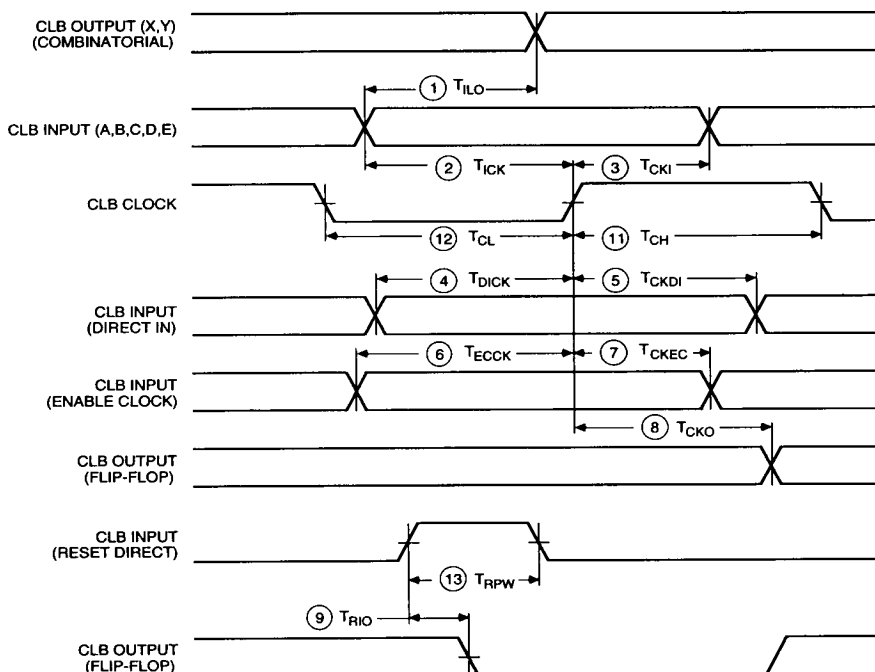 CLB OUTPUT (X,Y)
(COMBINATORIAL)
1 TILO
CLB INPUT (A,B,C,D,E)
2 TICK
3 TCKI
CLB CLOCK
12 TCL
11 TCH
4 TDICK
5 TCKDI
CLB INPUT
(DIRECT IN)
6 TECCK
7 TCKEC
CLB INPUT
(ENABLE CLOCK)
8 TCKO
CLB OUTPUT
(FLIP-FLOP)
CLB INPUT
(RESET DIRECT)
13 TRPW
9 TRIO
CLB OUTPUT
(FLIP-FLOP)